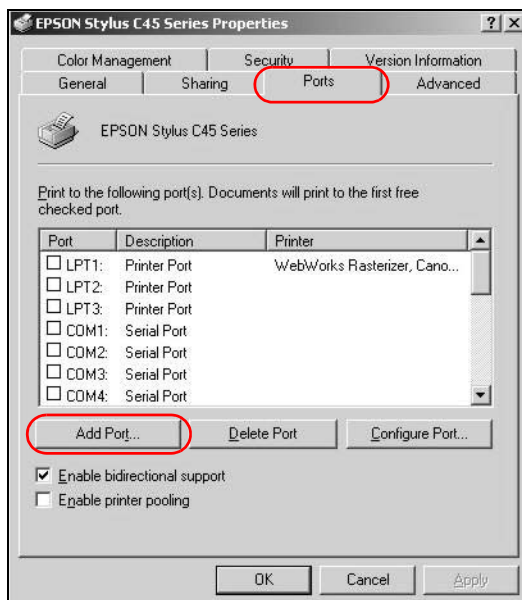 EPSON Stylus C45 Series Properties
Color Management Security Version Information
General Sharing Ports Advanced
EPSON Stylus C45 Series
Print to the following port(s). Documents will print to the first free
checked port.
Port Description Printer
LPT1: Printer Port WebWorks Rasterizer, Cano...
LPT2: Printer Port
LPT3: Printer Port
COM1: Serial Port
COM2: Serial Port
COM3: Serial Port
COM4: Serial Port
Add Port... Delete Port Configure Port...
Enable bidirectional support
Enable printer pooling
OK Cancel Apply